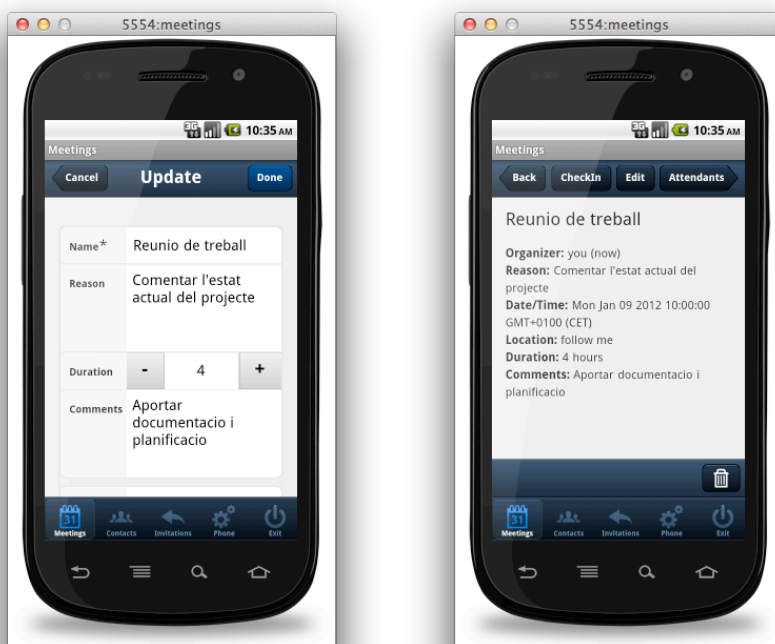 5554:meetings
3G
10:35 AM
Meetings
Cancel
Update
Done
Name*
Reunio de treball
Reason
Comentar l'estat
actual del projecte
Duration
-
4
+
Comments
Aportar
documentacio i
planificacio
31
Meetings
Contacts
Invitations
Phone
Exit
5554:meetings
3G
10:35 AM
Meetings
Back
CheckIn
Edit
Attendants
Reunio de treball
Organizer: you (now)
Reason: Comentar l'estat actual del
projecte
Date/Time: Mon Jan 09 2012 10:00:00
GMT+0100 (CET)
Location: follow me
Duration: 4 hours
Comments: Aportar documentacio i
planificacio
31
Meetings
Contacts
Invitations
Phone
Exit